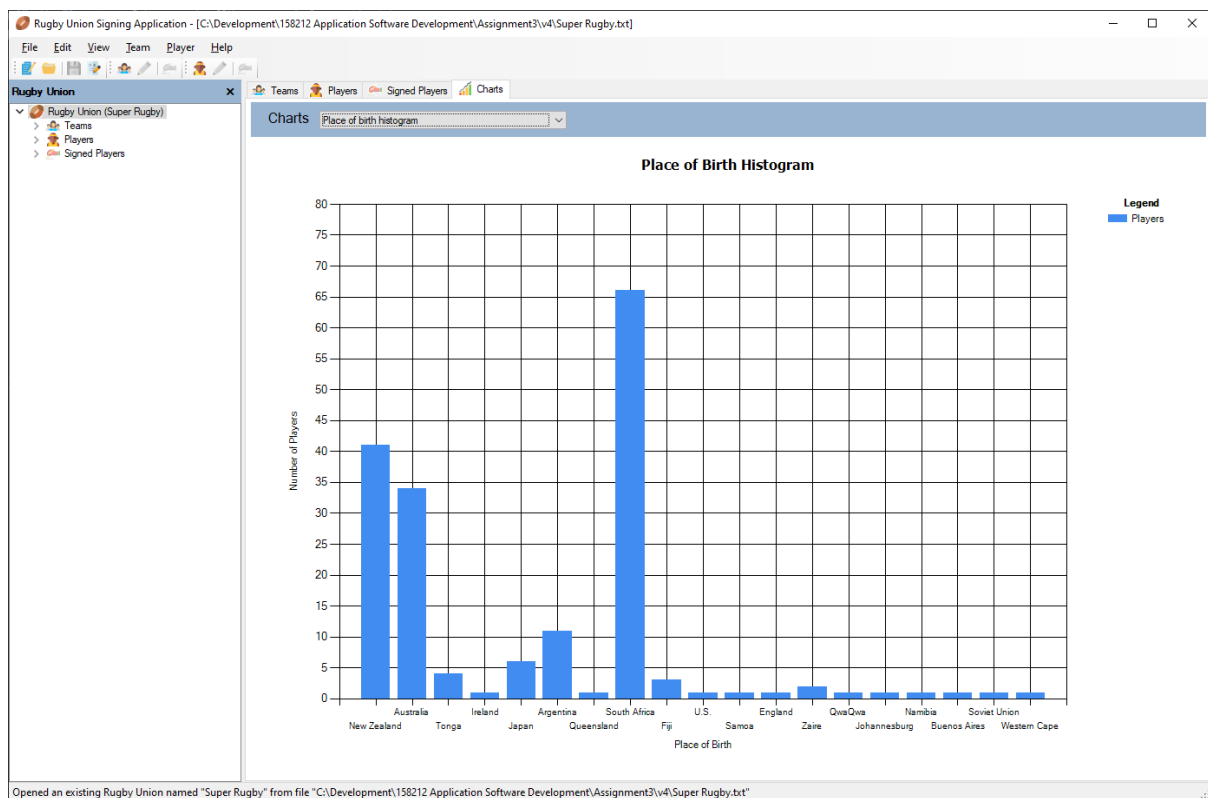 Rugby Union Signing Application - [C:\Development\158212 Application Software Development\Assignment3\v4\Super Rugby.txt]
File Edit View Team Player Help
Rugby Union
Teams Players Signed Players Charts
Rugby Union (Super Rugby)
Teams
Players
Signed Players
Charts Place of birth histogram
Place of Birth Histogram
Legend
Players
80
75
70
65
60
55
50
45
40
35
30
25
20
15
10
5
0
Number of Players
Australia Ireland Argentina South Africa U.S. England QwaQwa Namibia Soviet Union
New Zealand Tonga Japan Queensland Fiji Samoa Zaire Johannesburg Buenos Aires Western Cape
Place of Birth
Opened an existing Rugby Union named "Super Rugby" from file "C:\Development\158212 Application Software Development\Assignment3\v4\Super Rugby.txt"